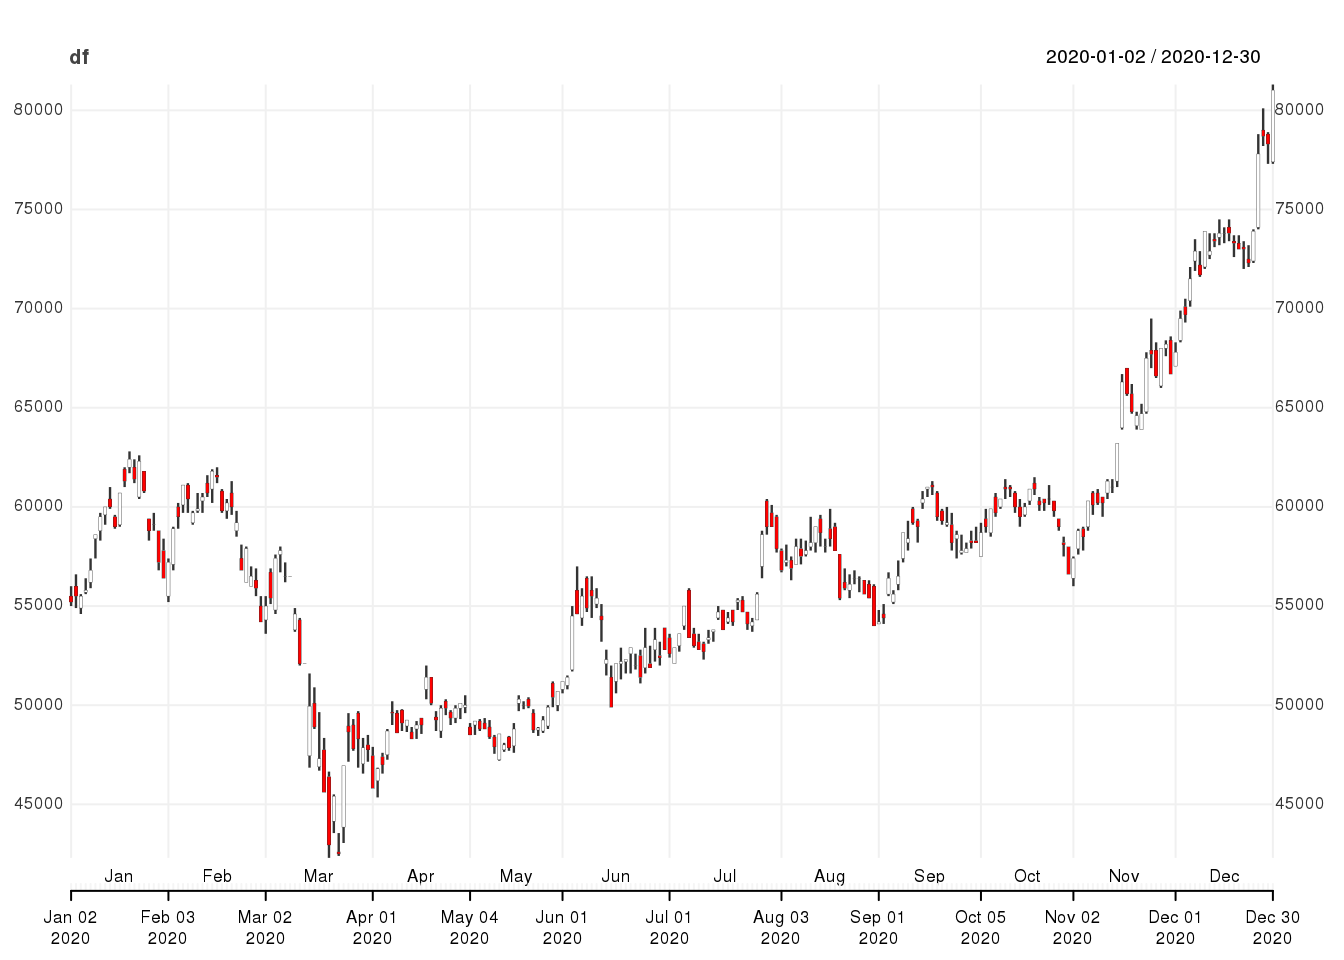 df 2020-01-02 / 2020-12-30
80000 80000
75000 75000
70000 70000
65000 65000
60000 60000
55000 55000
50000 50000
45000 45000
Jan Feb Mar Apr May Jun Jul Aug Sep Oct Nov Dec
Jan 02 Feb 03 Mar 02 Apr 01 May 04 Jun 01 Jul 01 Aug 03 Sep 01 Oct 05 Nov 02 Dec 01 Dec 30
2020 2020 2020 2020 2020 2020 2020 2020 2020 2020 2020 2020 2020